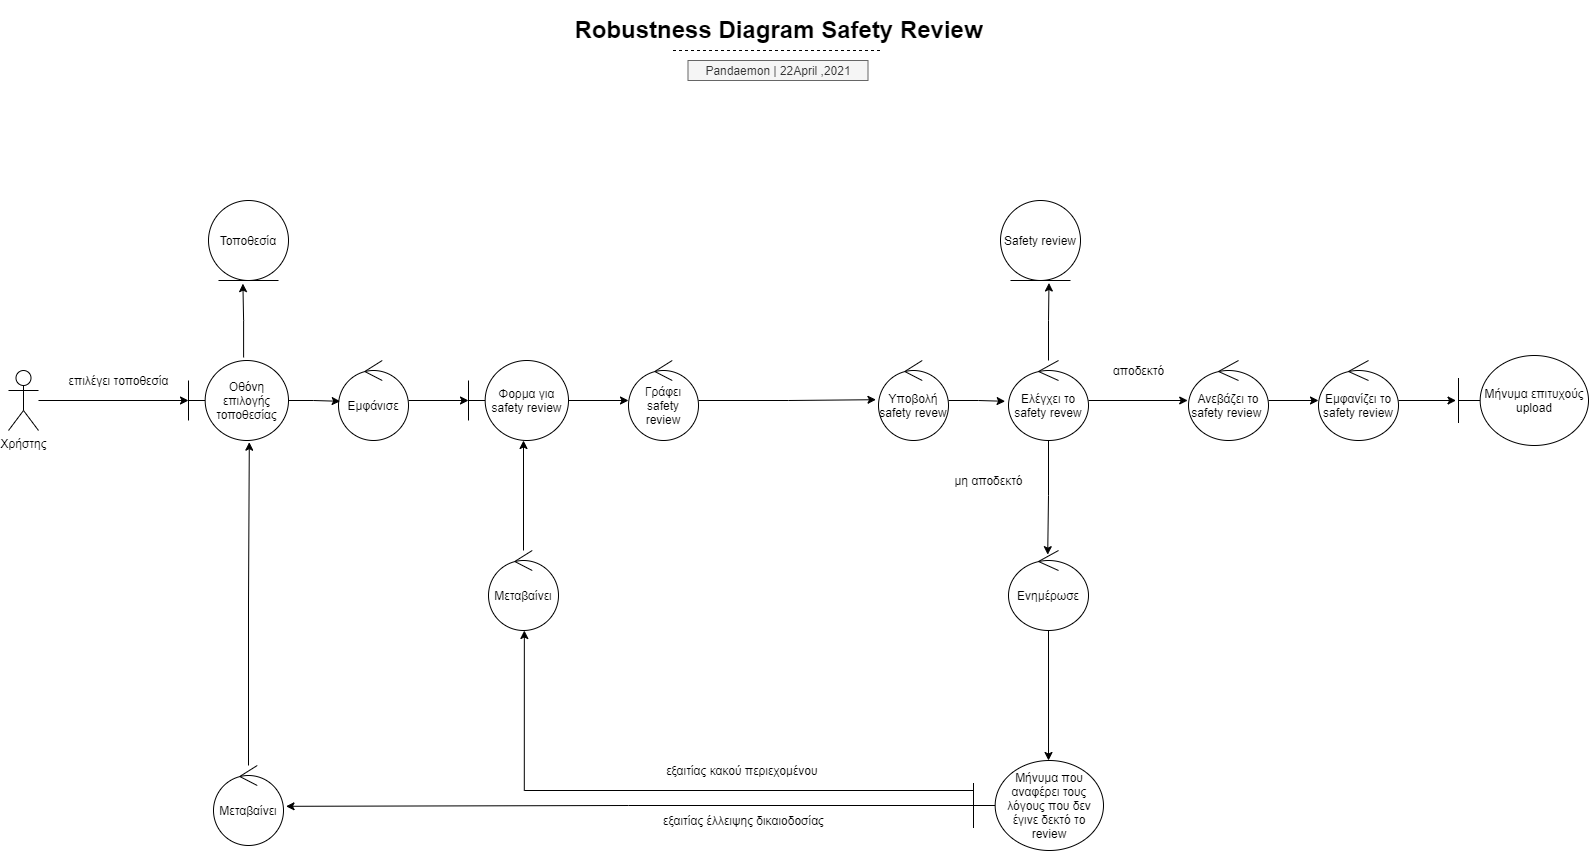 Robustness Diagram Safety Review
Pandaemon | 22April ,2021
Τοποθεσία
Safety review
επιλέγει τοποθεσία
Χρήστης
Οθόνη
επιλογής
τοποθεσίας
Εμφάνισε
Φορμα για
safety review
Γράφει
safety
review
Υποβολή
safety revew
Ελέγχει το
safety revew
αποδεκτό
Ανεβάζει το
safety review
Εμφανίζει το
safety review
Μήνυμα επιτυχούς
upload
μη αποδεκτό
Μεταβαίνει
Ενημέρωσε
εξαιτίας κακού περιεχομένου
Μεταβαίνει
εξαιτίας έλλειψης δικαιοδοσίας
Μήνυμα που
αναφέρει τους
λόγους που δεν
έγινε δεκτό το
review